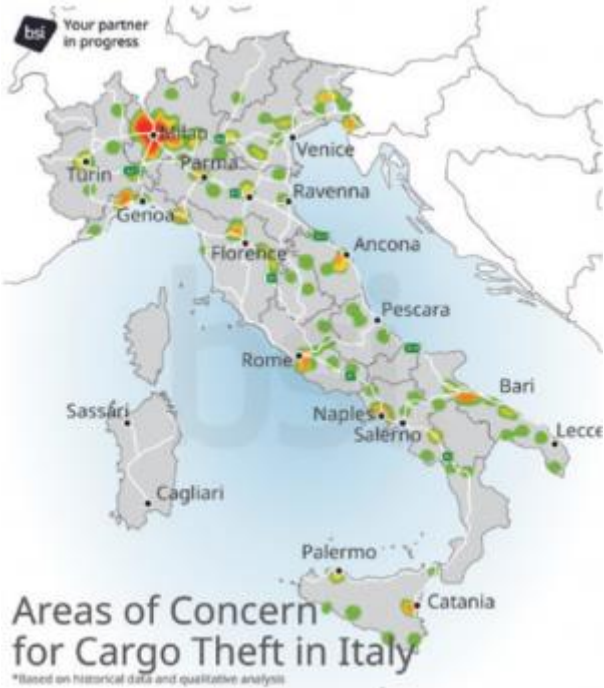 bsi
Your partner
in progress
Milan
Venice
Parma
Turin
Ravenna
Genoa
Ancona
Florence
Pescara
Rome
Bari
Naples
Sassari
Salerno
Lecce
Cagliari
Palermo
Catania
Areas of Concern
for Cargo Theft in Italy
*Based on historical data and qualitative analysis